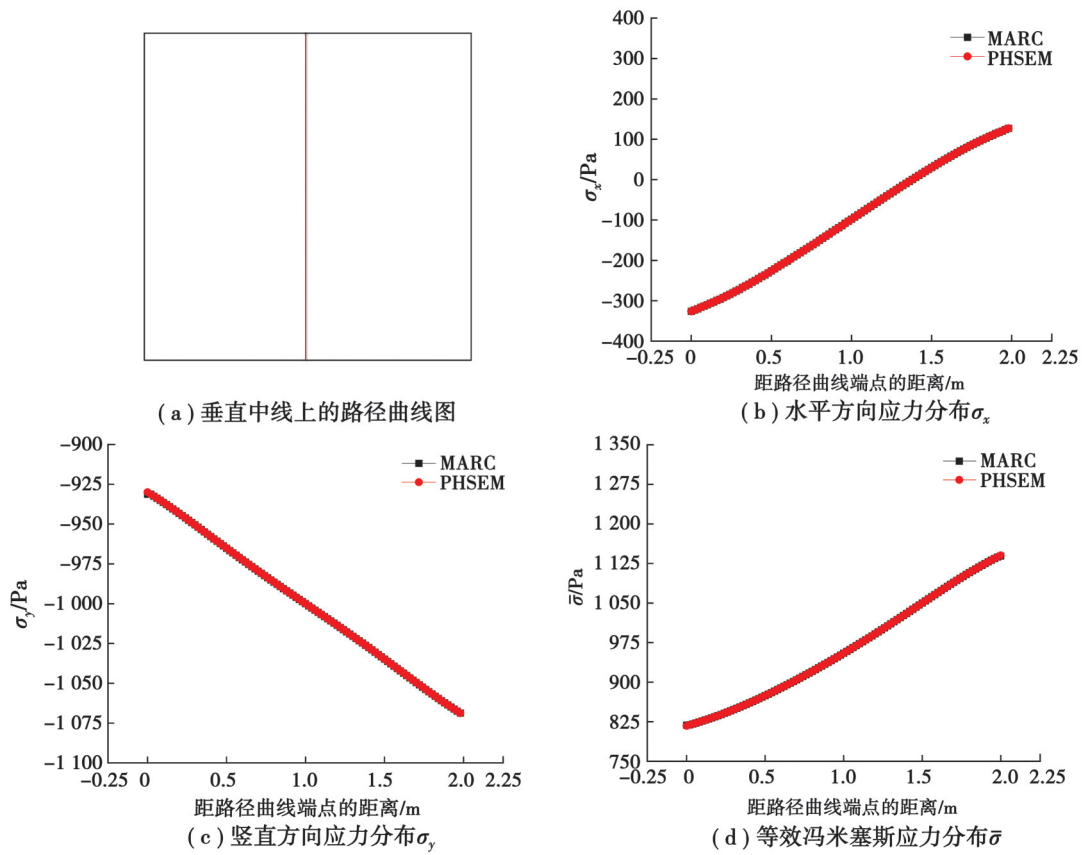 400
300
200
100
0
-100
-200
-300
-400
σx/Pa
MARC
PHSEM
-0.25 0 0.5 1.0 1.5 2.0 2.25
距路径曲线端点的距离/m
(a) 垂直中线上的路径曲线图
(b) 水平方向应力分布σx
-900
-925
-950
-975
-1 000
-1 025
-1 050
-1 075
-1 100
σy/Pa
MARC
PHSEM
-0.25 0 0.5 1.0 1.5 2.0 2.25
距路径曲线端点的距离/m
(c) 竖直方向应力分布σy
1 350
1 275
1 200
1 125
1 050
975
900
825
750
σ̄/Pa
MARC
PHSEM
-0.25 0 0.5 1.0 1.5 2.0 2.25
距路径曲线端点的距离/m
(d) 等效冯米塞斯应力分布σ̄